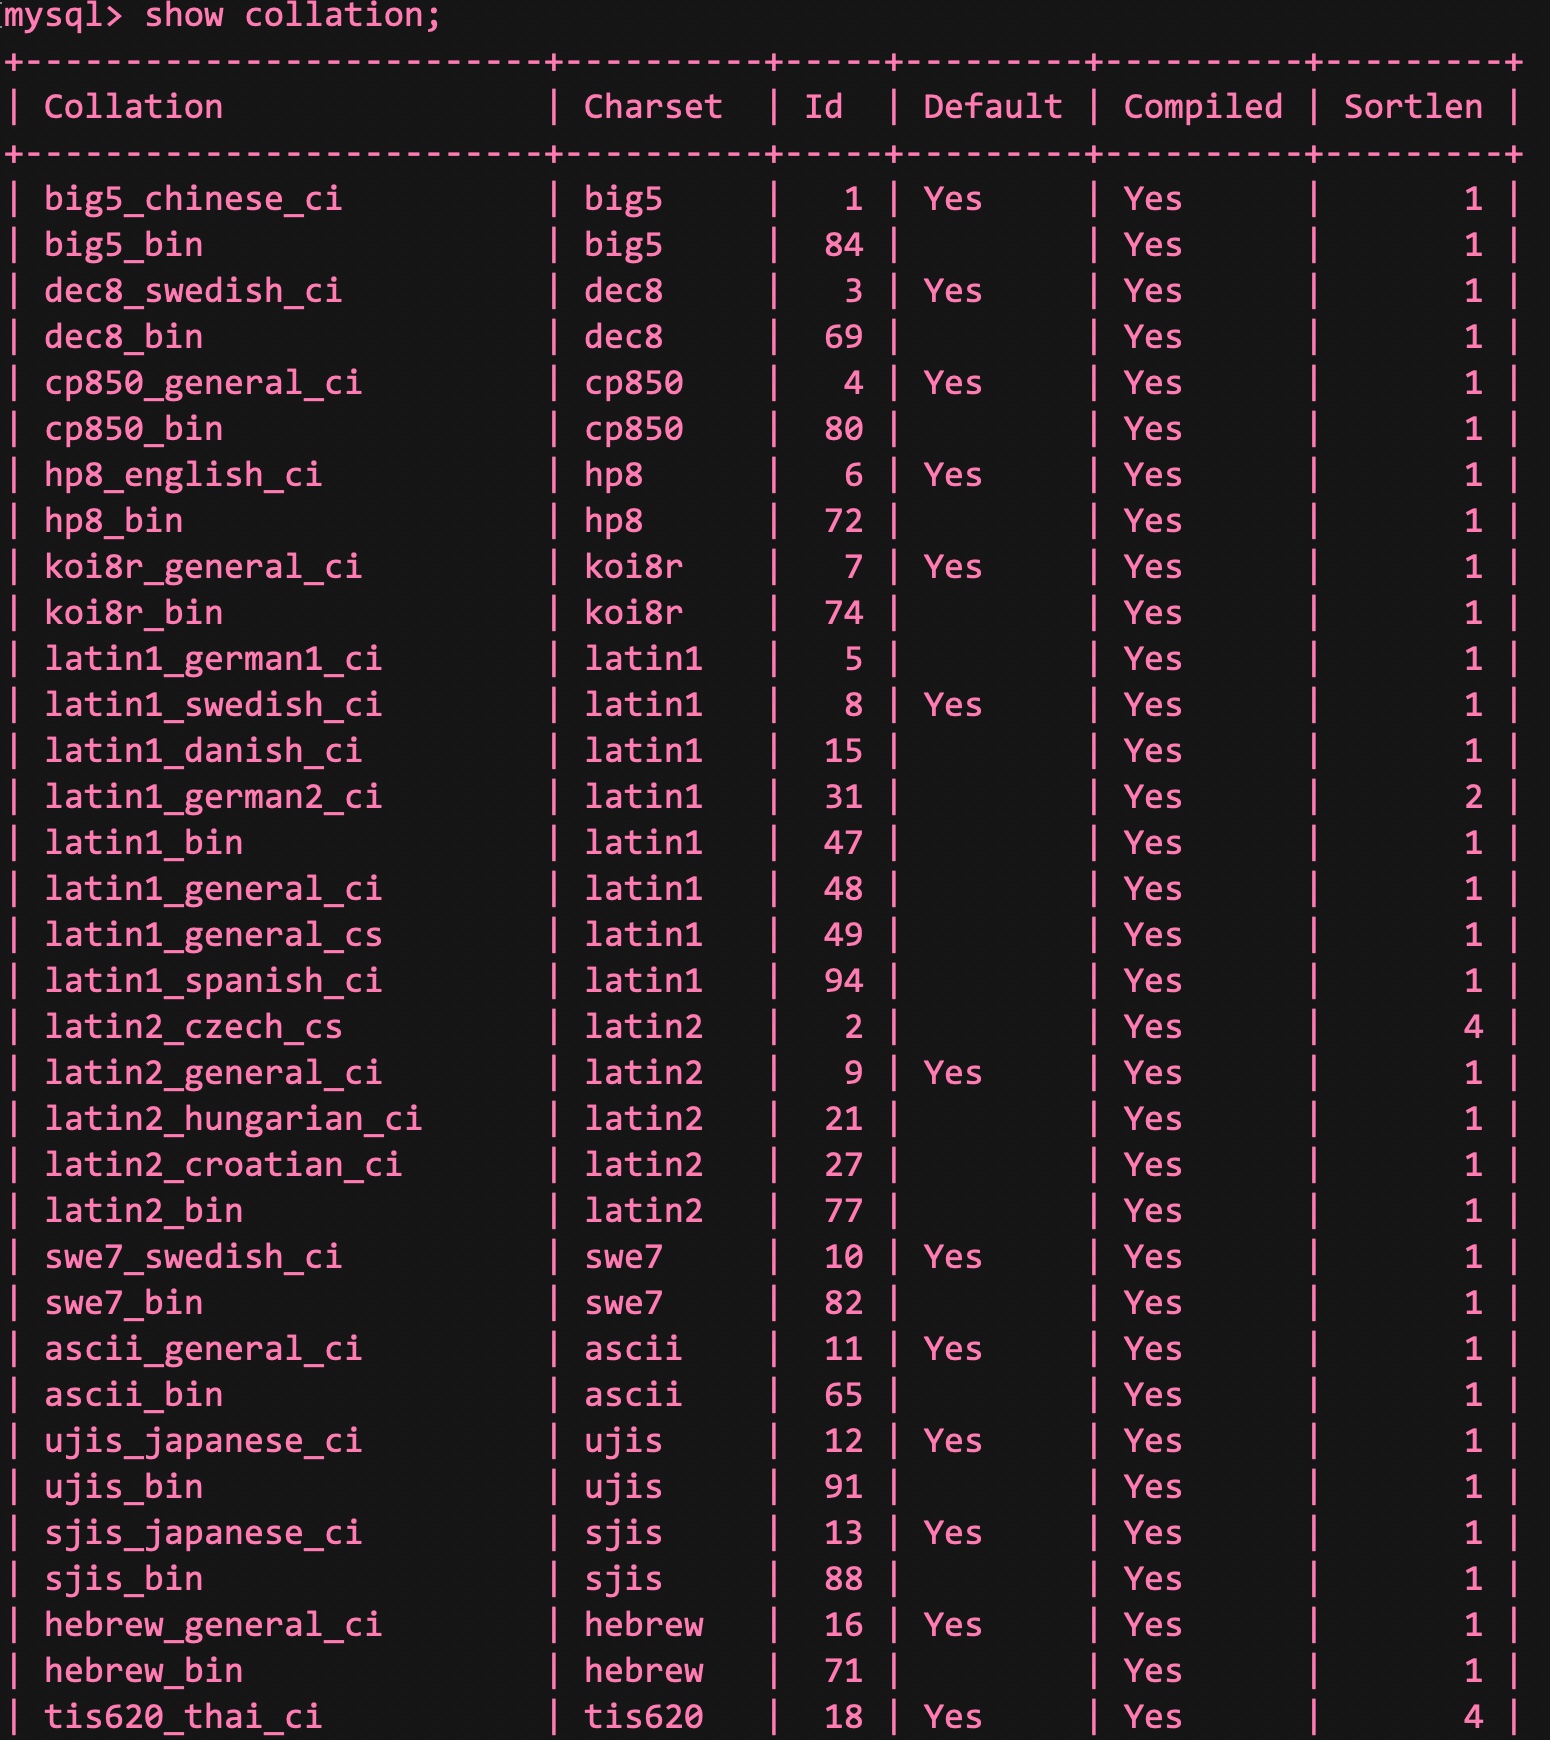 mysql> show collation;
+--------------------------+----------+-----+---------+----------+---------+
| Collation                | Charset  | Id  | Default | Compiled | Sortlen |
+--------------------------+----------+-----+---------+----------+---------+
| big5_chinese_ci          | big5     |   1 | Yes     | Yes      |       1 |
| big5_bin                 | big5     |  84 |         | Yes      |       1 |
| dec8_swedish_ci          | dec8     |   3 | Yes     | Yes      |       1 |
| dec8_bin                 | dec8     |  69 |         | Yes      |       1 |
| cp850_general_ci         | cp850    |   4 | Yes     | Yes      |       1 |
| cp850_bin                | cp850    |  80 |         | Yes      |       1 |
| hp8_english_ci           | hp8      |   6 | Yes     | Yes      |       1 |
| hp8_bin                  | hp8      |  72 |         | Yes      |       1 |
| koi8r_general_ci         | koi8r    |   7 | Yes     | Yes      |       1 |
| koi8r_bin                | koi8r    |  74 |         | Yes      |       1 |
| latin1_german1_ci        | latin1   |   5 |         | Yes      |       1 |
| latin1_swedish_ci        | latin1   |   8 | Yes     | Yes      |       1 |
| latin1_danish_ci         | latin1   |  15 |         | Yes      |       1 |
| latin1_german2_ci        | latin1   |  31 |         | Yes      |       2 |
| latin1_bin               | latin1   |  47 |         | Yes      |       1 |
| latin1_general_ci        | latin1   |  48 |         | Yes      |       1 |
| latin1_general_cs        | latin1   |  49 |         | Yes      |       1 |
| latin1_spanish_ci        | latin1   |  94 |         | Yes      |       1 |
| latin2_czech_cs          | latin2   |   2 |         | Yes      |       4 |
| latin2_general_ci        | latin2   |   9 | Yes     | Yes      |       1 |
| latin2_hungarian_ci      | latin2   |  21 |         | Yes      |       1 |
| latin2_croatian_ci       | latin2   |  27 |         | Yes      |       1 |
| latin2_bin               | latin2   |  77 |         | Yes      |       1 |
| swe7_swedish_ci          | swe7     |  10 | Yes     | Yes      |       1 |
| swe7_bin                 | swe7     |  82 |         | Yes      |       1 |
| ascii_general_ci         | ascii    |  11 | Yes     | Yes      |       1 |
| ascii_bin                | ascii    |  65 |         | Yes      |       1 |
| ujis_japanese_ci         | ujis     |  12 | Yes     | Yes      |       1 |
| ujis_bin                 | ujis     |  91 |         | Yes      |       1 |
| sjis_japanese_ci         | sjis     |  13 | Yes     | Yes      |       1 |
| sjis_bin                 | sjis     |  88 |         | Yes      |       1 |
| hebrew_general_ci        | hebrew   |  16 | Yes     | Yes      |       1 |
| hebrew_bin               | hebrew   |  71 |         | Yes      |       1 |
| tis620_thai_ci           | tis620   |  18 | Yes     | Yes      |       4 |